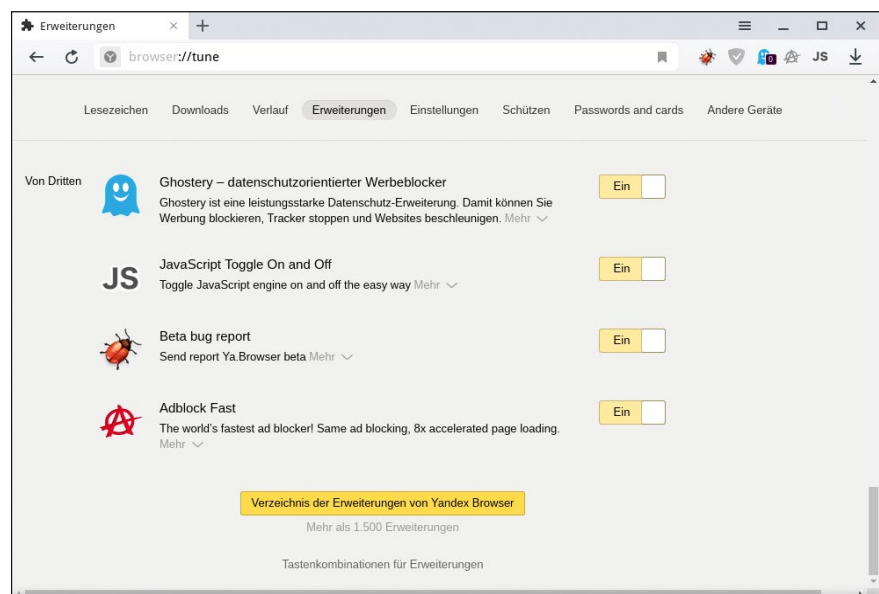 Erweiterungen
browser://tune
0
JS
Lesezeichen Downloads Verlauf Erweiterungen Einstellungen Schützen Passwords and cards Andere Geräte
Von Dritten
Ghostery – datenschutzorientierter Werbeblocker
Ein
Ghostery ist eine leistungsstarke Datenschutz-Erweiterung. Damit können Sie
Werbung blockieren, Tracker stoppen und Websites beschleunigen. Mehr
JS
JavaScript Toggle On and Off
Ein
Toggle JavaScript engine on and off the easy way Mehr
Beta bug report
Ein
Send report Ya.Browser beta Mehr
Adblock Fast
Ein
The world's fastest ad blocker! Same ad blocking, 8x accelerated page loading.
Mehr
Verzeichnis der Erweiterungen von Yandex Browser
Mehr als 1.500 Erweiterungen
Tastenkombinationen für Erweiterungen